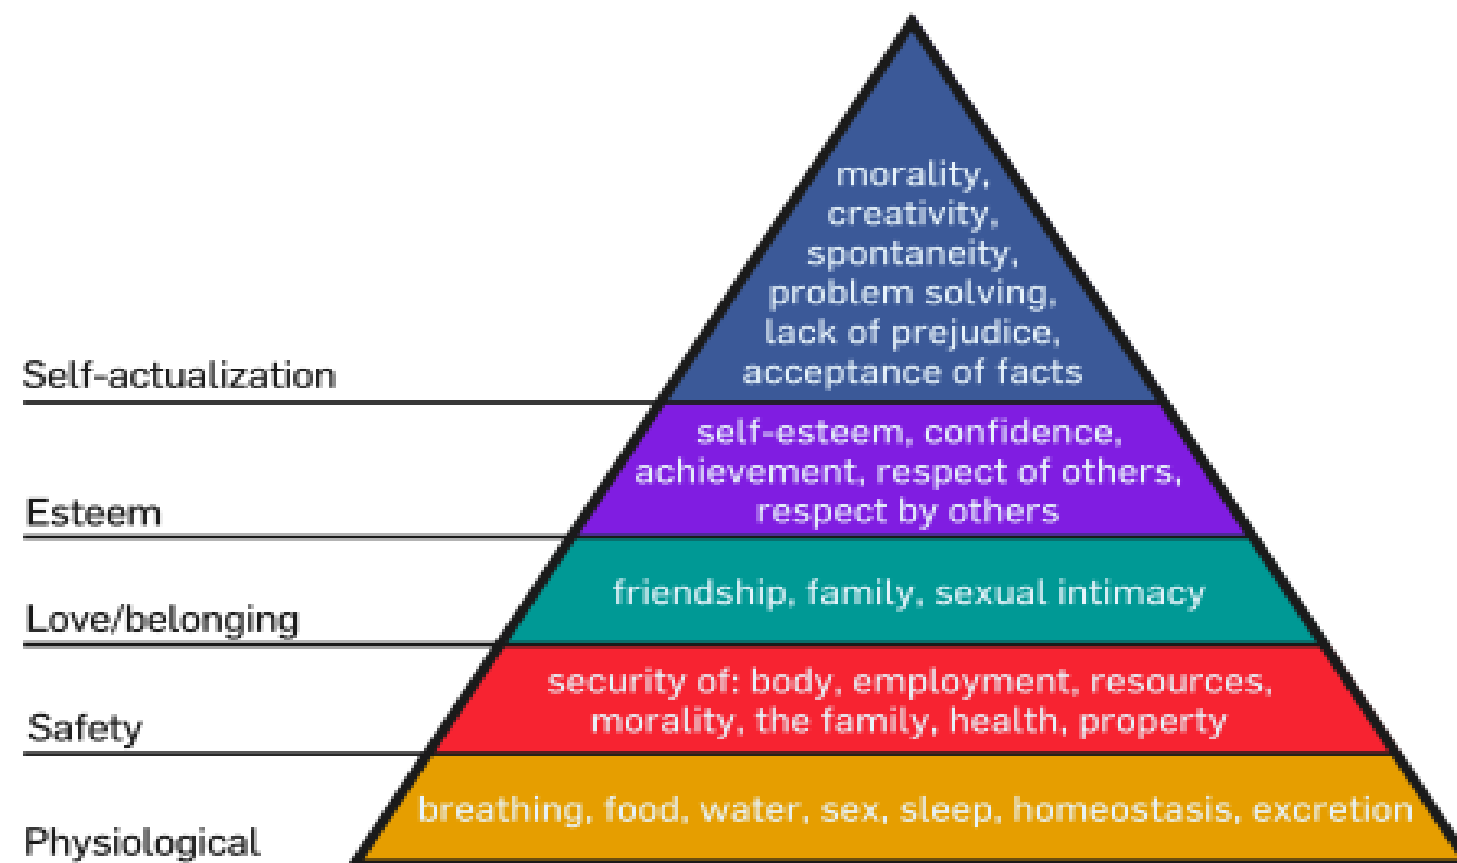 morality,
creativity,
spontaneity,
problem solving,
lack of prejudice,
acceptance of facts
Self-actualization
self-esteem, confidence,
achievement, respect of others,
respect by others
Esteem
friendship, family, sexual intimacy
Love/belonging
security of: body, employment, resources,
morality, the family, health, property
Safety
breathing, food, water, sex, sleep, homeostasis, excretion
Physiological